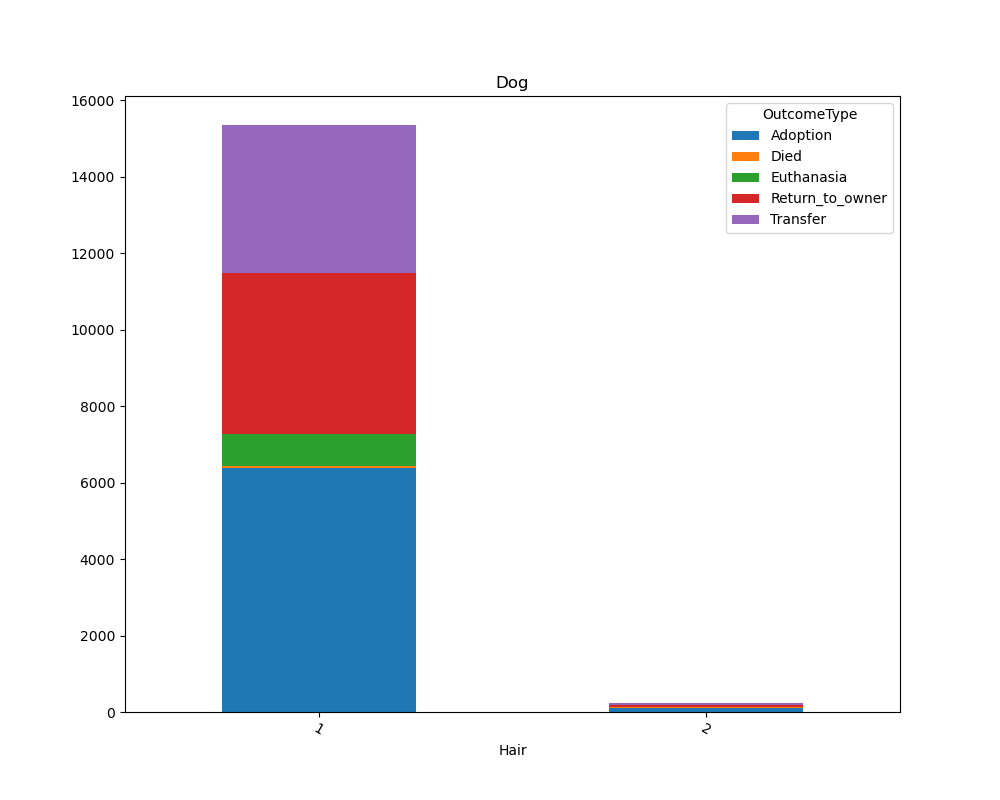 Dog
16000
14000
12000
10000
8000
6000
4000
2000
0
OutcomeType
Adoption
Died
Euthanasia
Return_to_owner
Transfer
1
2
Hair